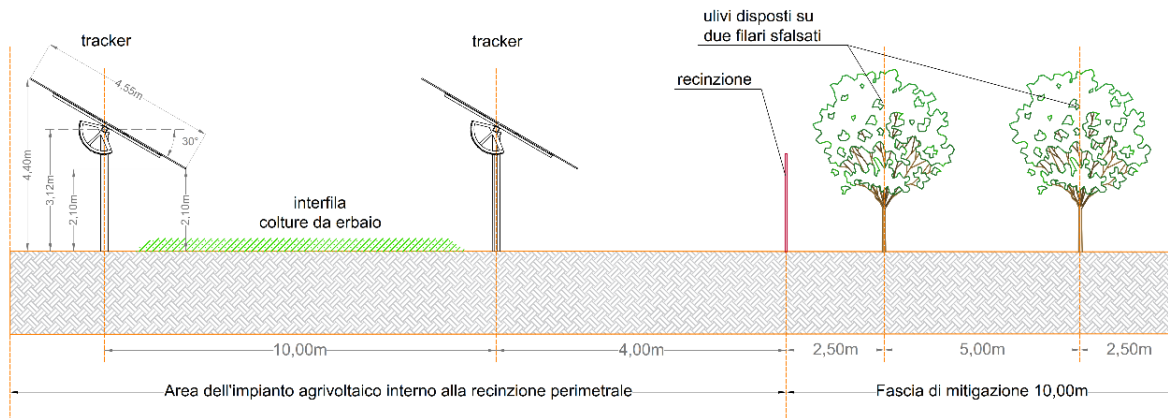 ulivi disposti su
due filari sfalsati
tracker
tracker
recinzione
4.55m
30°
4,40m
3,12m
2,10m
2,10m
interfila
colture da erbaio
10,00m
4,00m
2,50m
5,00m
2,50m
Area dell'impianto agrivoltaico interno alla recinzione perimetrale
Fascia di mitigazione 10,00m